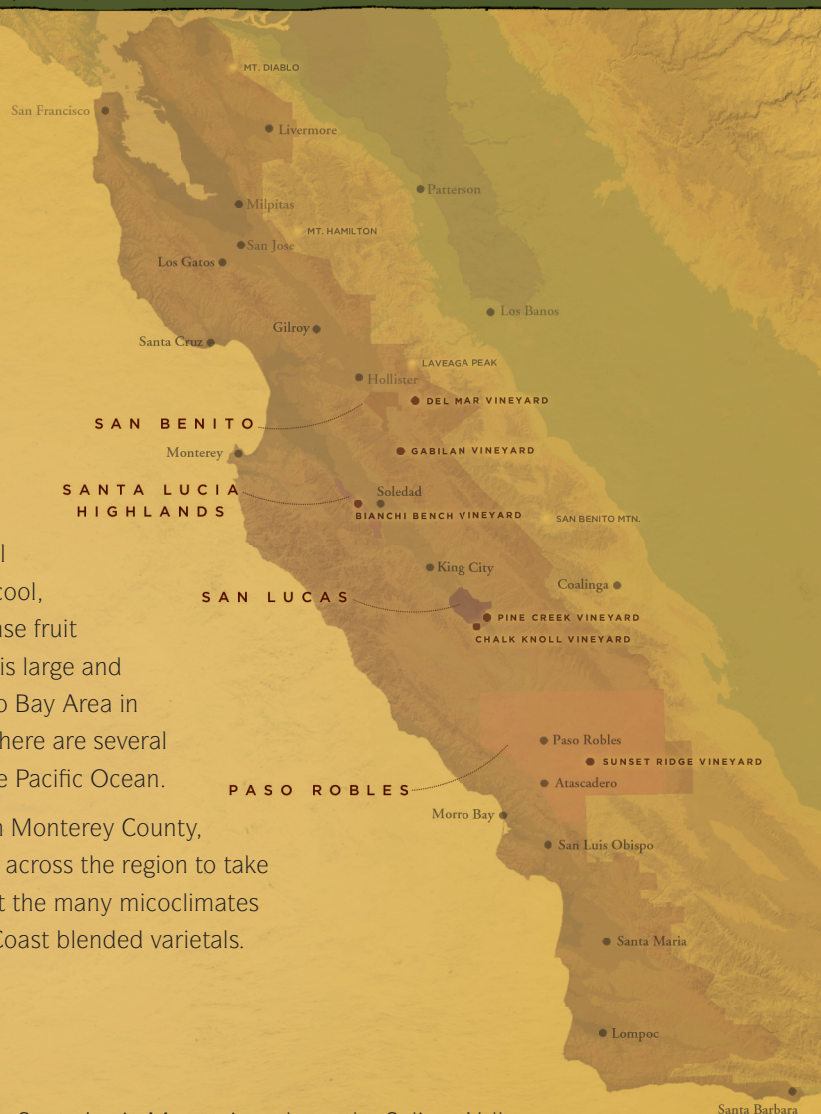 MT. DIABLO
San Francisco
Livermore
Patterson
Milpitas
MT. HAMILTON
San Jose
Los Gatos
Los Banos
Gilroy
Santa Cruz
LAVEAGA PEAK
Hollister
DEL MAR VINEYARD
SAN BENITO
Monterey
GABILAN VINEYARD
SANTA LUCIA
HIGHLANDS
Soledad
BIANCHI BENCH VINEYARD
SAN BENITO MTN.
King City
Coalinga
SAN LUCAS
PINE CREEK VINEYARD
CHALK KNOLL VINEYARD
Paso Robles
SUNSET RIDGE VINEYARD
Atascadero
PASO ROBLES
Morro Bay
San Luis Obispo
Santa Maria
Lompoc
Santa Barbara
l
cool,
nse fruit
is large and
o Bay Area in
here are several
e Pacific Ocean.
n Monterey County,
across the region to take
t the many micoclimates
Coast blended varietals.